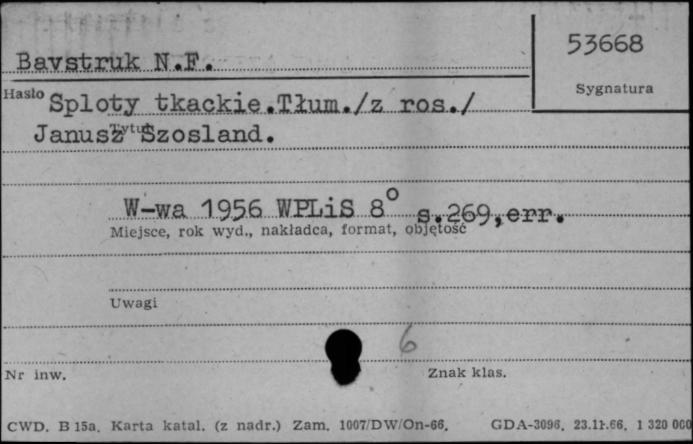 53668
Bavstruk N.F.
Sygnatura
Hasło
Sploty tkackie.Tłum./z ros./
Tytuł
Janusz Szosland.
W-wa 1956 WPLiS 8° s.269,err.
Miejsce, rok wyd., nakładca, format, objętość
Uwagi
6
Nr inw.
Znak klas.
CWD. B 15a. Karta katal. (z nadr.) Zam. 1007/DW/On-66. GDA-3096. 23.11.66. 1 320 000